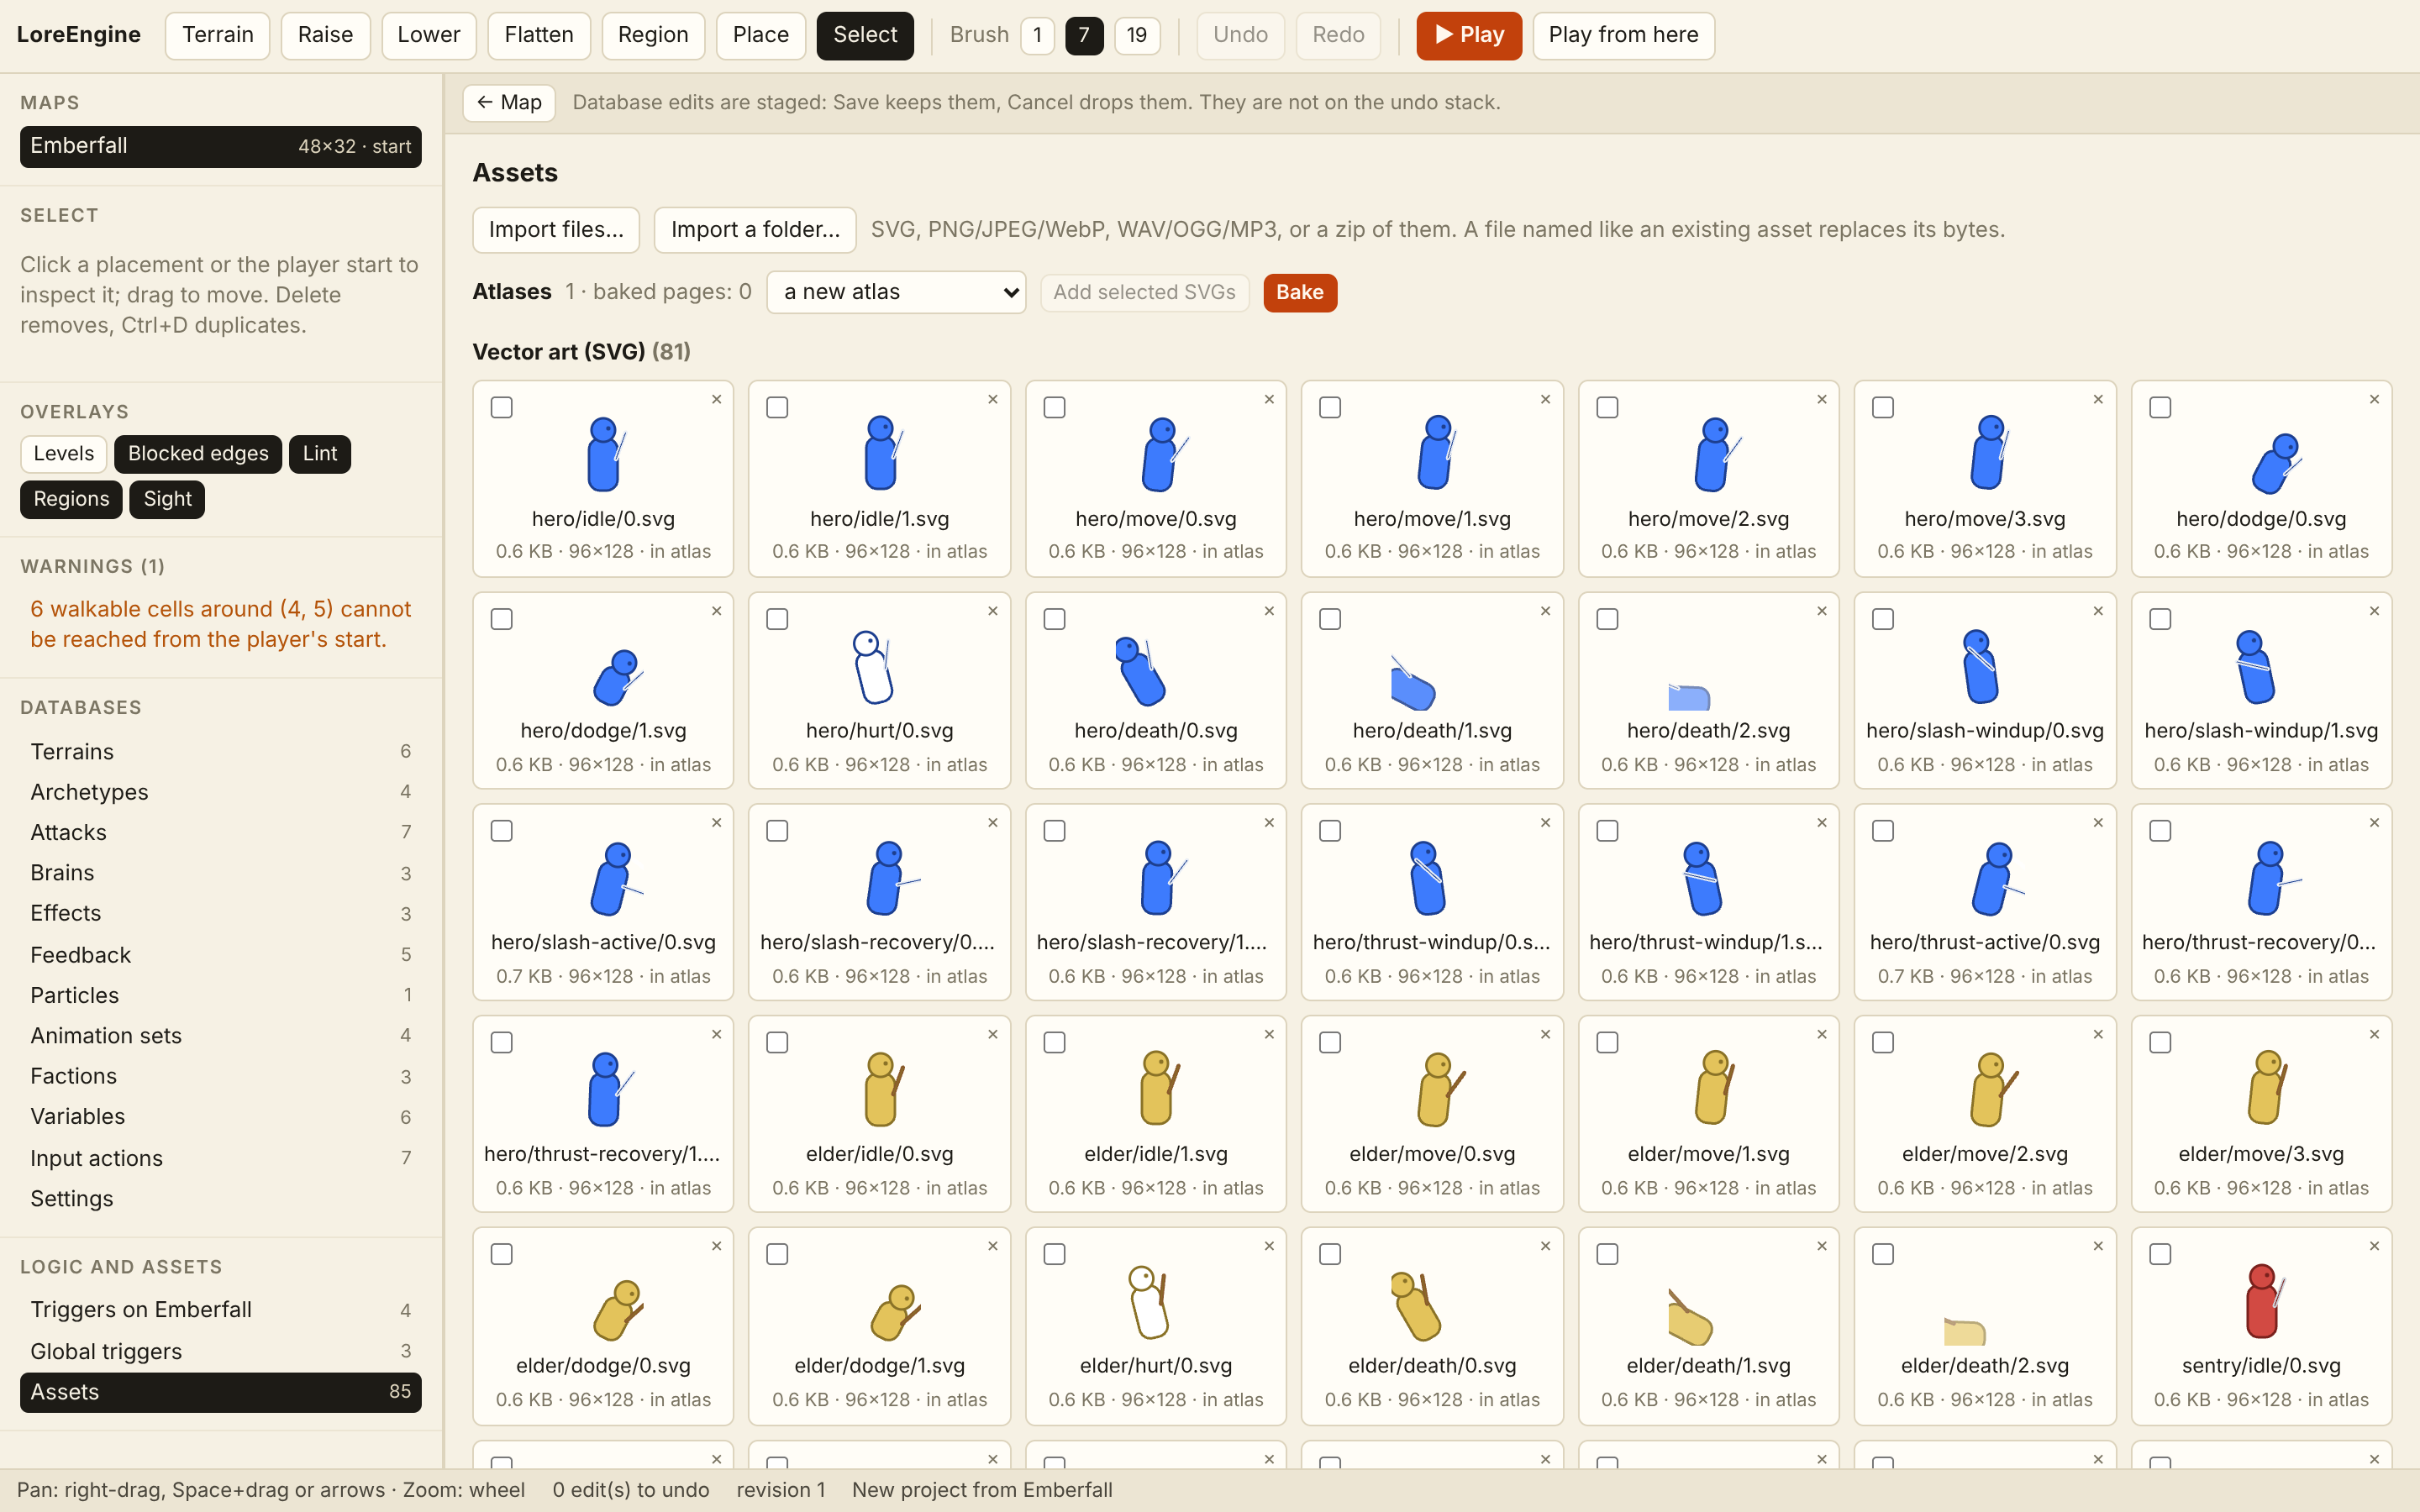 LoreEngine Terrain Raise Lower Flatten Region Place Select Brush 1 7 19 Undo Redo ▶ Play Play from here
MAPS
Emberfall 48×32 · start
SELECT
Click a placement or the player start to
inspect it; drag to move. Delete
removes, Ctrl+D duplicates.
OVERLAYS
Levels Blocked edges Lint
Regions Sight
WARNINGS (1)
6 walkable cells around (4, 5) cannot
be reached from the player's start.
DATABASES
Terrains 6
Archetypes 4
Attacks 7
Brains 3
Effects 3
Feedback 5
Particles 1
Animation sets 4
Factions 3
Variables 6
Input actions 7
Settings
LOGIC AND ASSETS
Triggers on Emberfall 4
Global triggers 3
Assets 85
← Map Database edits are staged: Save keeps them, Cancel drops them. They are not on the undo stack.
Assets
Import files... Import a folder... SVG, PNG/JPEG/WebP, WAV/OGG/MP3, or a zip of them. A file named like an existing asset replaces its bytes.
Atlases 1 · baked pages: 0 a new atlas Add selected SVGs Bake
Vector art (SVG) (81)
× × × × × × ×
hero/idle/0.svg hero/idle/1.svg hero/move/0.svg hero/move/1.svg hero/move/2.svg hero/move/3.svg hero/dodge/0.svg
0.6 KB · 96×128 · in atlas 0.6 KB · 96×128 · in atlas 0.6 KB · 96×128 · in atlas 0.6 KB · 96×128 · in atlas 0.6 KB · 96×128 · in atlas 0.6 KB · 96×128 · in atlas 0.6 KB · 96×128 · in atlas
× × × × × × ×
hero/dodge/1.svg hero/hurt/0.svg hero/death/0.svg hero/death/1.svg hero/death/2.svg hero/slash-windup/0.svg hero/slash-windup/1.svg
0.6 KB · 96×128 · in atlas 0.6 KB · 96×128 · in atlas 0.6 KB · 96×128 · in atlas 0.6 KB · 96×128 · in atlas 0.6 KB · 96×128 · in atlas 0.6 KB · 96×128 · in atlas 0.6 KB · 96×128 · in atlas
× × × × × × ×
hero/slash-active/0.svg hero/slash-recovery/0.... hero/slash-recovery/1.... hero/thrust-windup/0.s... hero/thrust-windup/1.s... hero/thrust-active/0.svg hero/thrust-recovery/0...
0.7 KB · 96×128 · in atlas 0.6 KB · 96×128 · in atlas 0.6 KB · 96×128 · in atlas 0.6 KB · 96×128 · in atlas 0.6 KB · 96×128 · in atlas 0.7 KB · 96×128 · in atlas 0.6 KB · 96×128 · in atlas
× × × × × × ×
hero/thrust-recovery/1.... elder/idle/0.svg elder/idle/1.svg elder/move/0.svg elder/move/1.svg elder/move/2.svg elder/move/3.svg
0.6 KB · 96×128 · in atlas 0.6 KB · 96×128 · in atlas 0.6 KB · 96×128 · in atlas 0.6 KB · 96×128 · in atlas 0.6 KB · 96×128 · in atlas 0.6 KB · 96×128 · in atlas 0.6 KB · 96×128 · in atlas
× × × × × × ×
elder/dodge/0.svg elder/dodge/1.svg elder/hurt/0.svg elder/death/0.svg elder/death/1.svg elder/death/2.svg sentry/idle/0.svg
0.6 KB · 96×128 · in atlas 0.6 KB · 96×128 · in atlas 0.6 KB · 96×128 · in atlas 0.6 KB · 96×128 · in atlas 0.6 KB · 96×128 · in atlas 0.6 KB · 96×128 · in atlas 0.6 KB · 96×128 · in atlas
× × × × × × ×
Pan: right-drag, Space+drag or arrows · Zoom: wheel 0 edit(s) to undo revision 1 New project from Emberfall